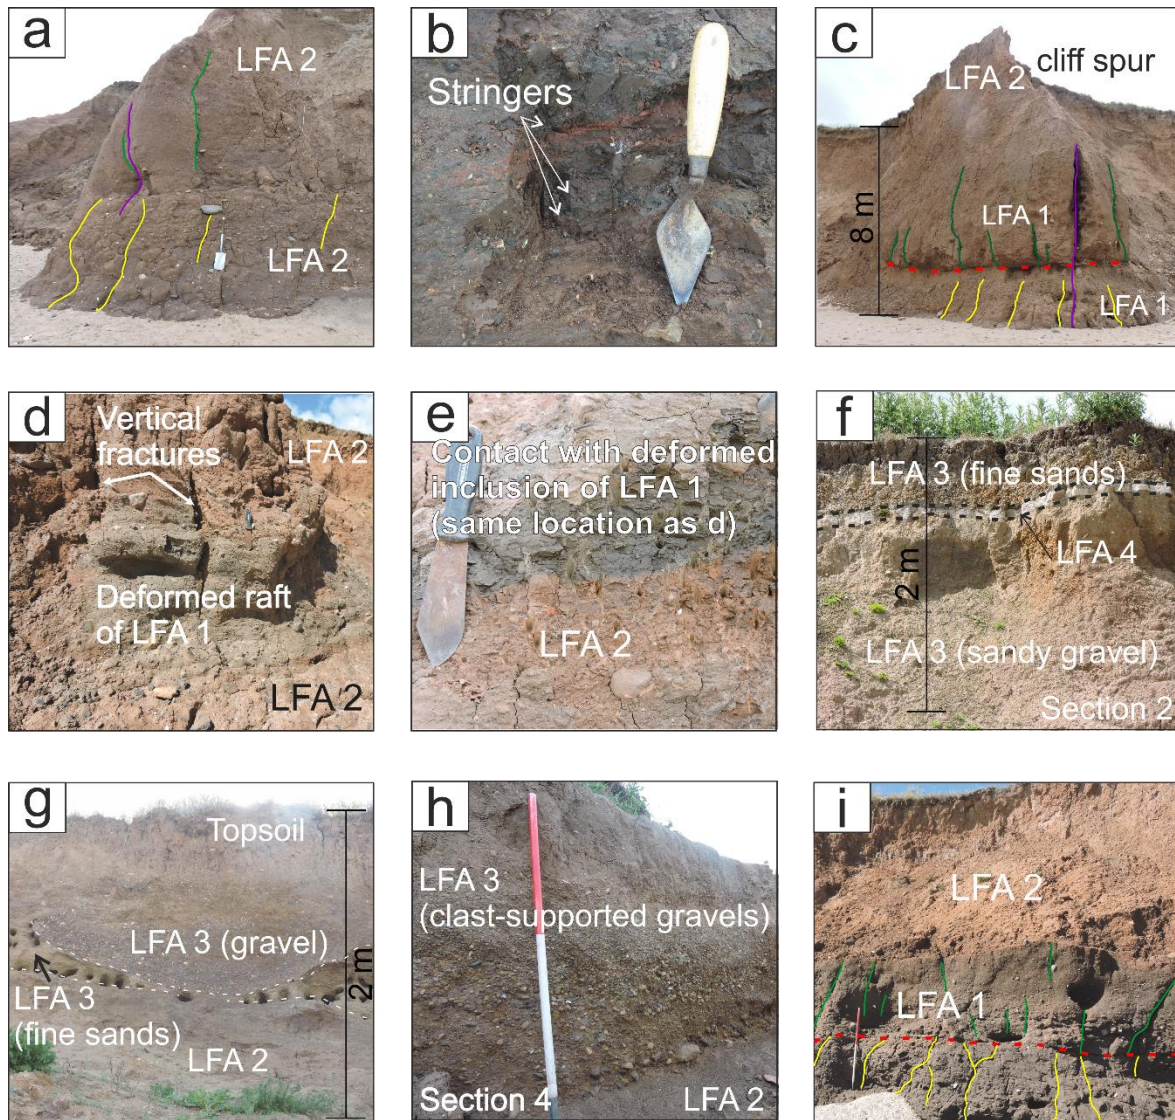 a
LFA 2
LFA 2
b
Stringers
c
LFA 2
cliff spur
8 m
LFA 1
LFA 1
d
Vertical
fractures
LFA 2
Deformed raft
of LFA 1
LFA 2
e
Contact with deformed
inclusion of LFA 1
(same location as d)
LFA 2
f
LFA 3 (fine sands)
LFA 4
2 m
LFA 3 (sandy gravel)
Section 2
g
Topsoil
LFA 3 (gravel)
2 m
LFA 3
(fine sands)
LFA 2
h
LFA 3
(clast-supported gravels)
Section 4
LFA 2
i
LFA 2
LFA 1